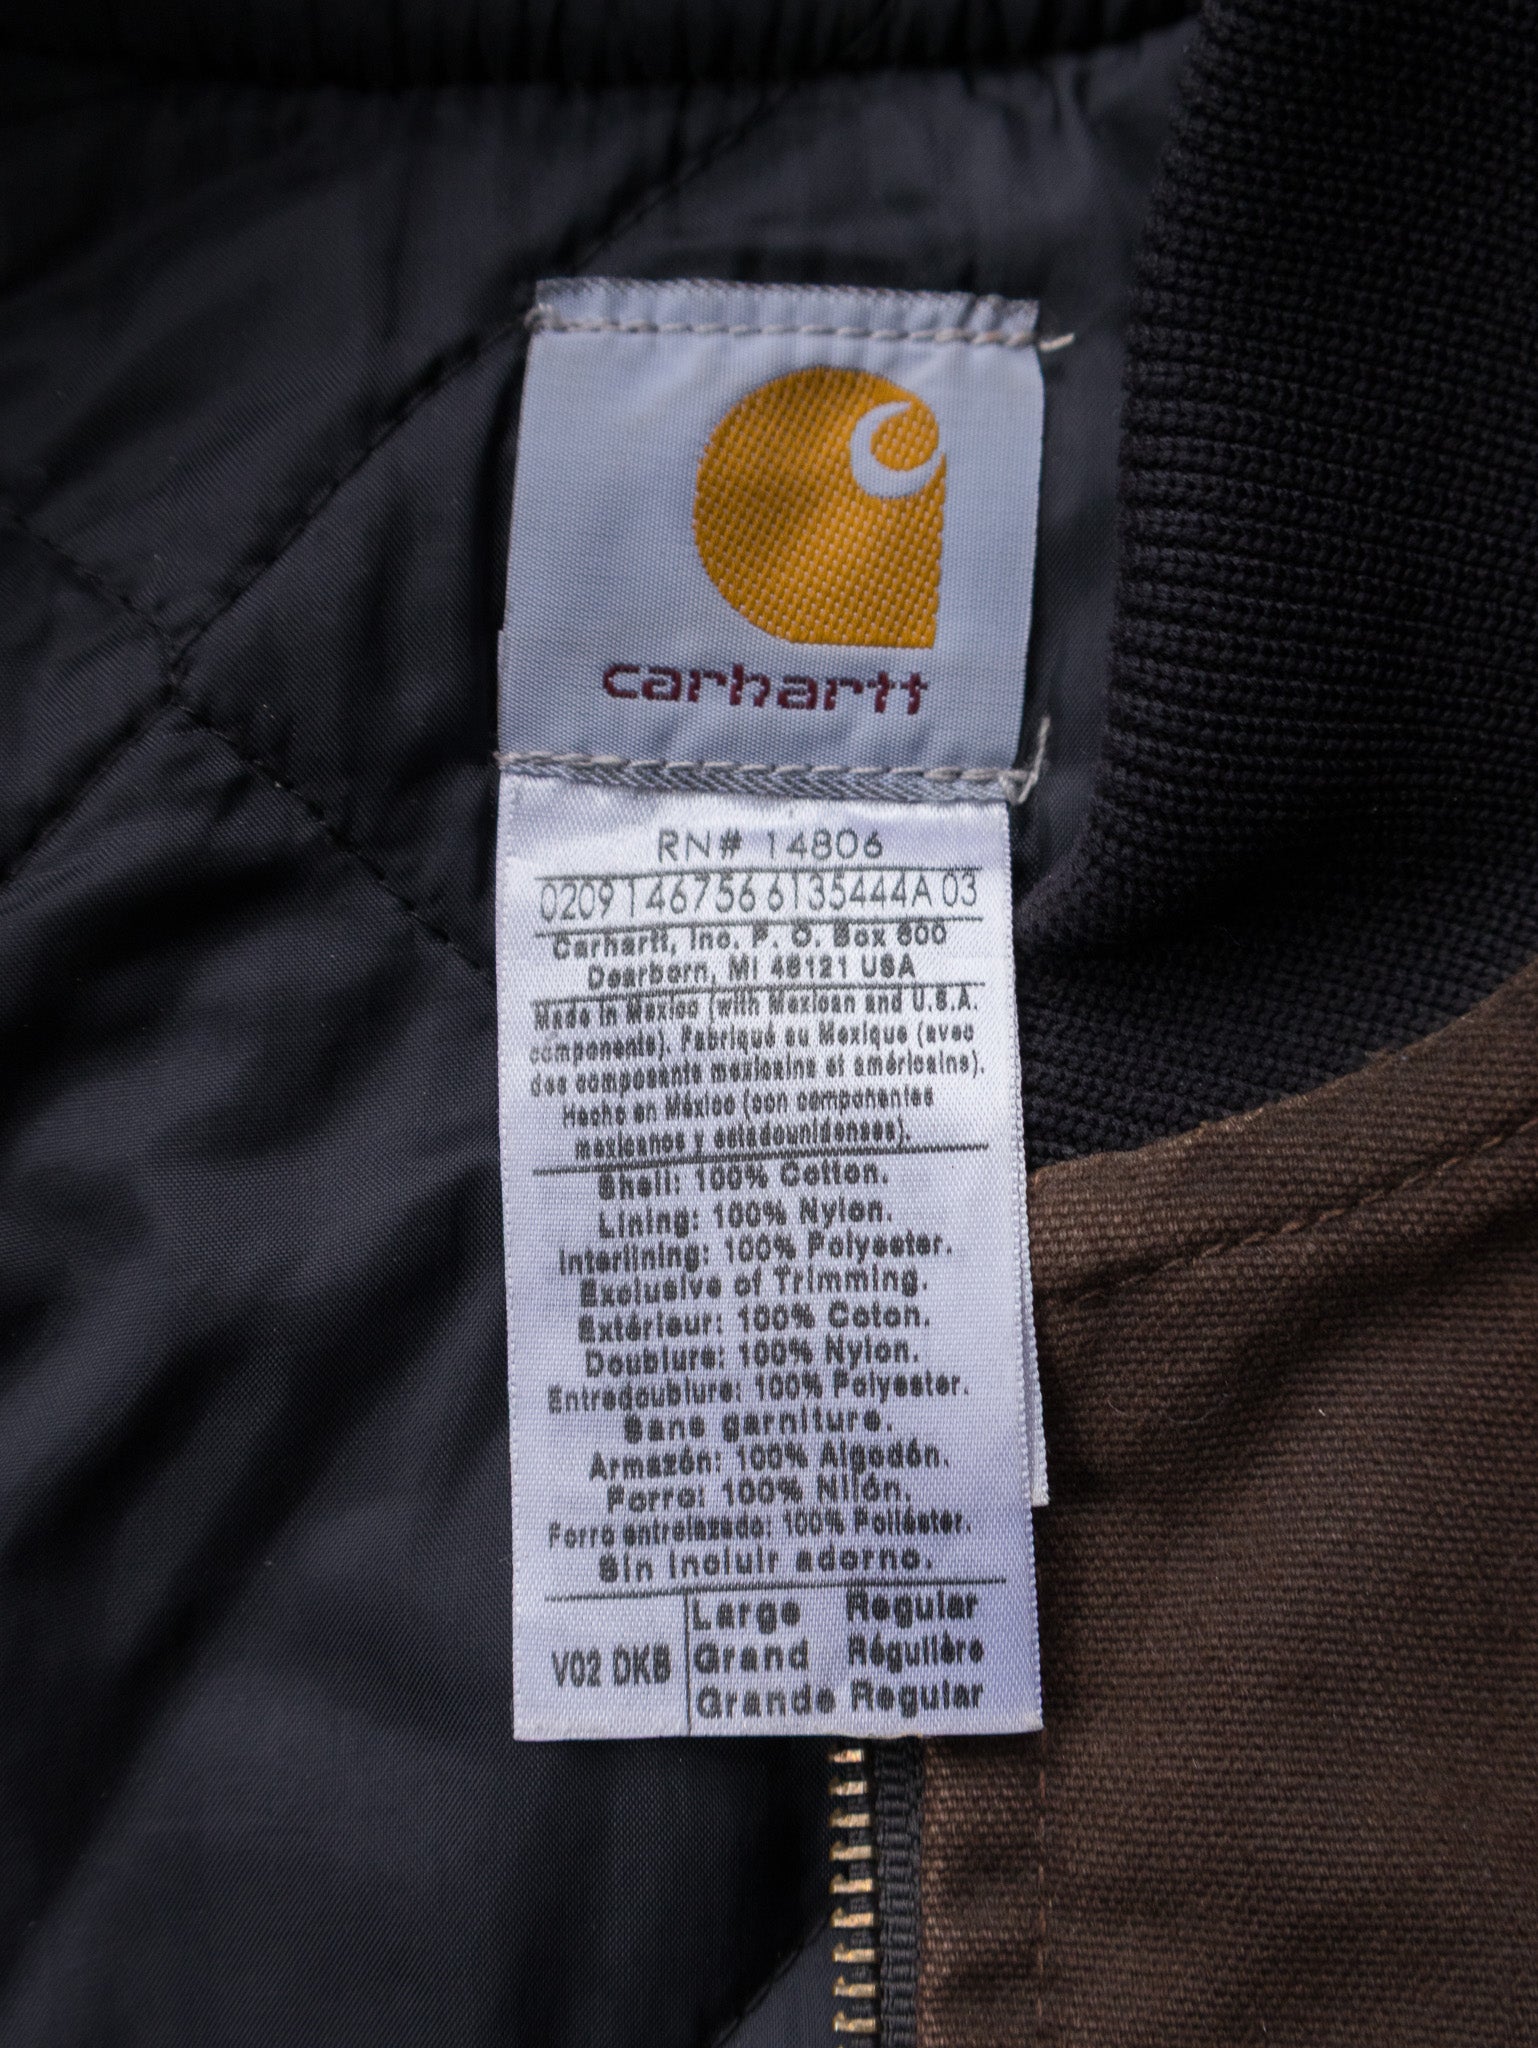 carhartt
RN# 14806
0209 1467566135444A 03
Carhartt, Inc. P. O. Box 600
Dearborn, MI 48121 USA
Made in Mexico (with Mexican and U.S.A.
components). Fabriqué au Mexique (avec
des composants mexicains et américains).
Hecho en México (con componentes
mexicanos y estadounidenses).
Shell: 100% Cotton.
Lining: 100% Nylon.
Interlining: 100% Polyester.
Exclusive of Trimming.
Extérieur: 100% Coton.
Doublure: 100% Nylon.
Entredoublure: 100% Polyester.
Sans garniture.
Armazón: 100% Algodón.
Forro: 100% Nilón.
Forro entrelazado: 100% Poliéster.
Sin incluir adorno.
V02 DKB
Large Regular
Grand Régulière
Grande Regular